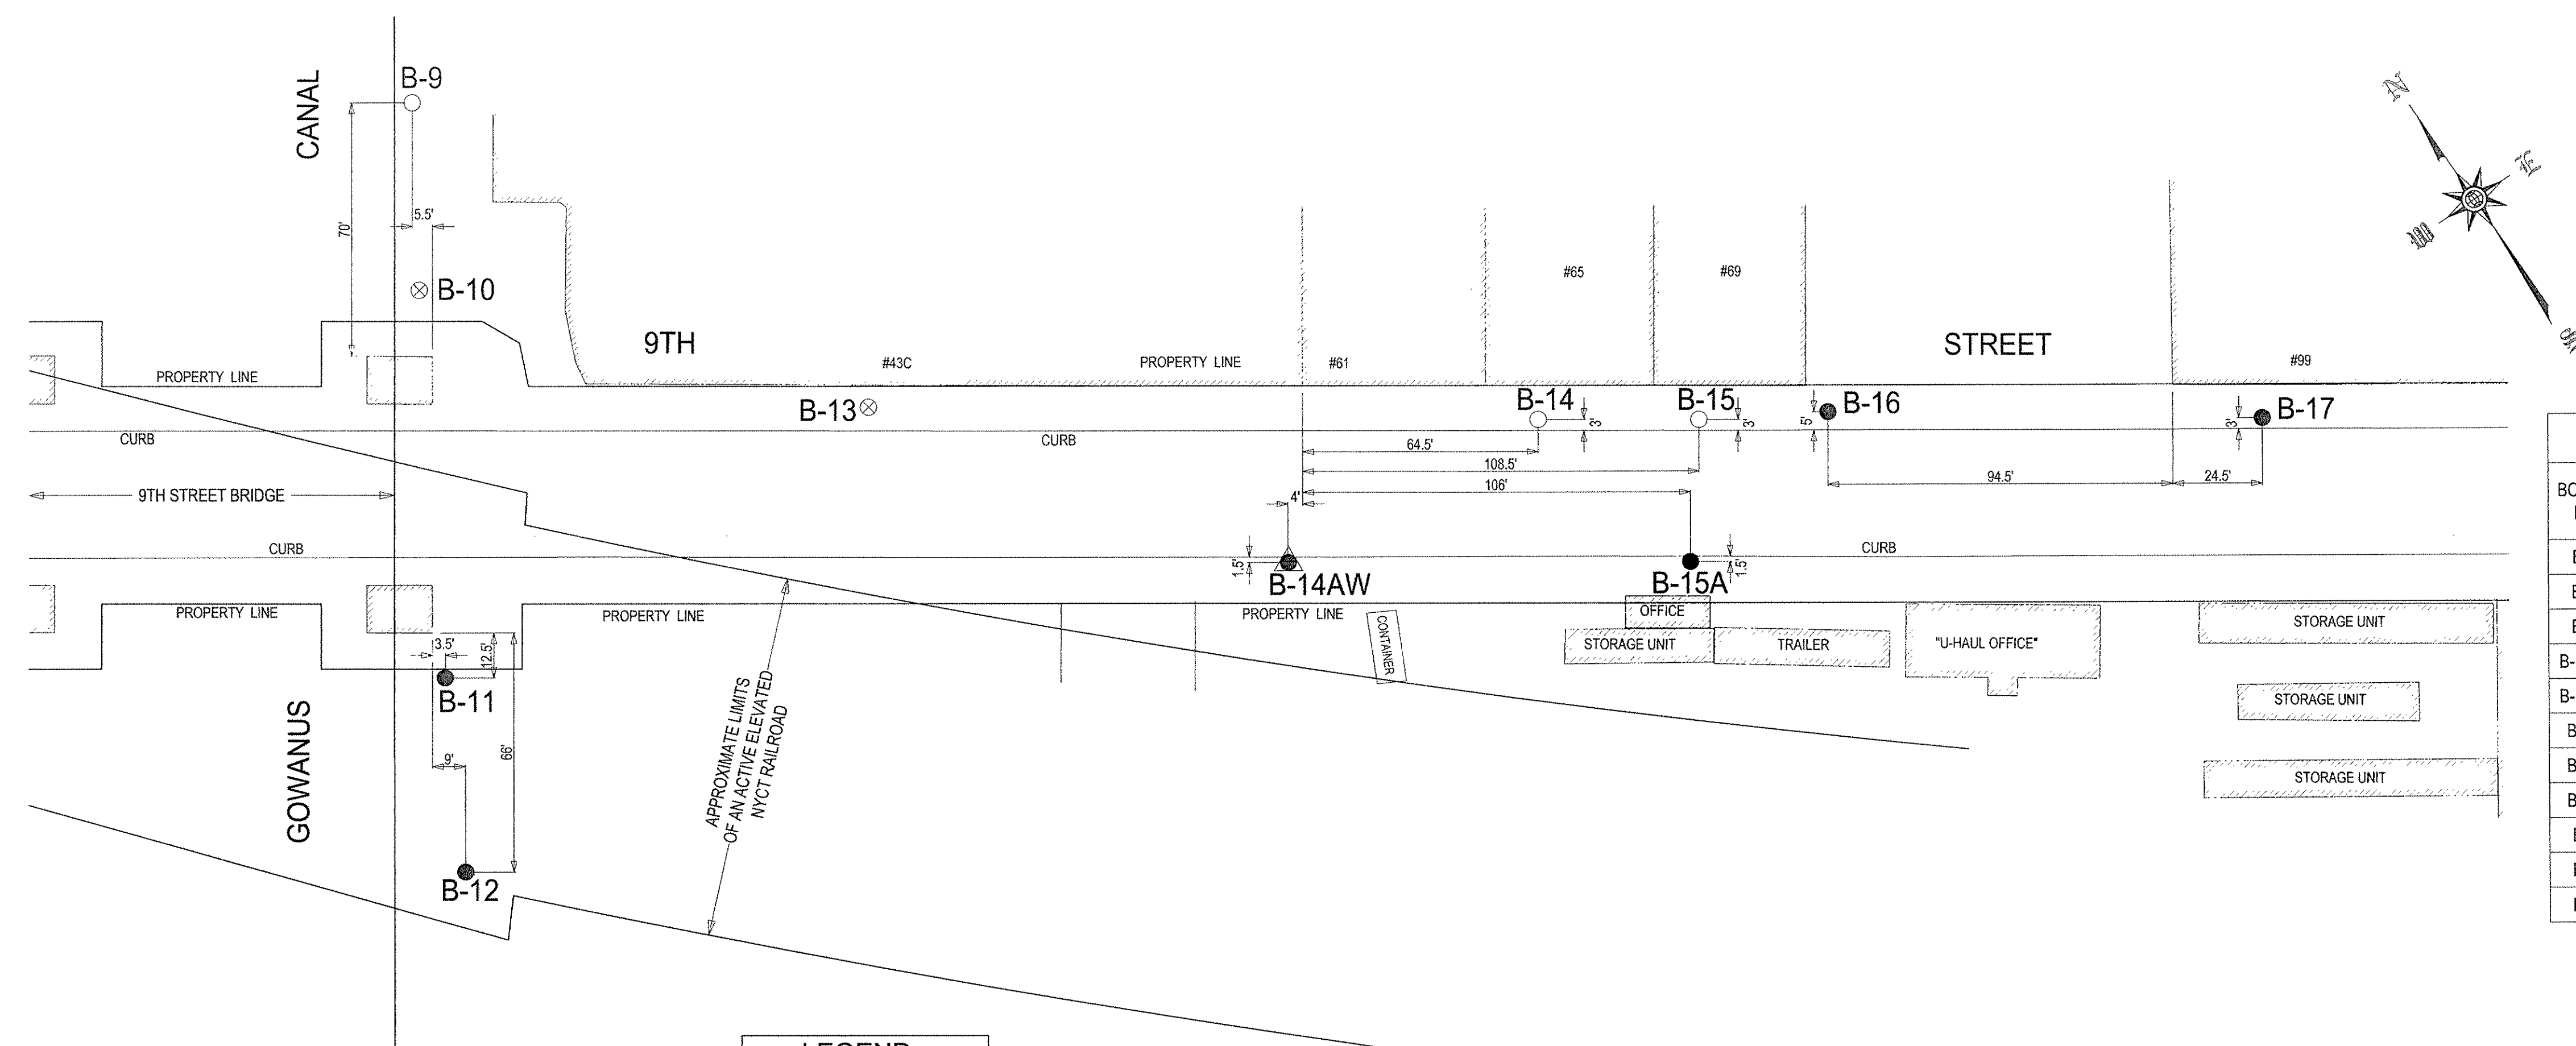 CANAL
B-9
N
E
W
5.5'
70'
B-10
#65
#69
9TH
STREET
#43C
PROPERTY LINE
#61
#99
PROPERTY LINE
B-13
B-14
B-15
B-16
B-17
3'
3'
5'
3'
CURB
CURB
64.5'
108.5'
94.5'
24.5'
106'
4'
9TH STREET BRIDGE
CURB
CURB
1.5'
1.5'
B-14AW
B-15A
PROPERTY LINE
PROPERTY LINE
PROPERTY LINE
OFFICE
CONTAINER
STORAGE UNIT
TRAILER
"U-HAUL OFFICE"
STORAGE UNIT
3.5'
12.5'
B-11
66'
9'
STORAGE UNIT
GOWANUS
APPROXIMATE LIMITS
OF AN ACTIVE ELEVATED
NYCT RAILROAD
STORAGE UNIT
B-12